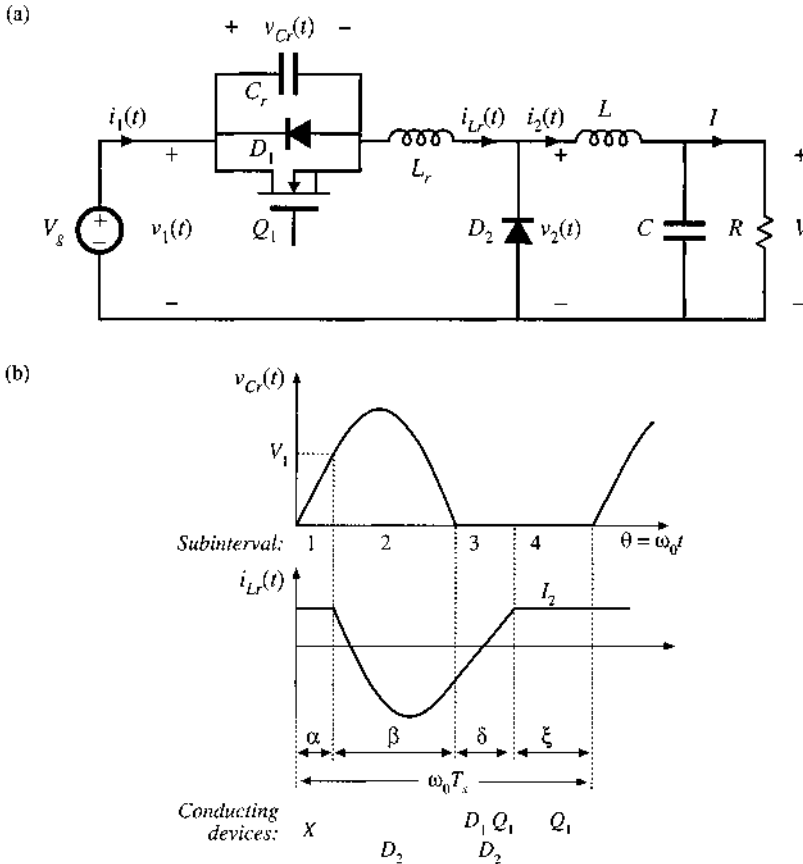 (a)
+ v_Cr(t) −
C_r
i_1(t) D_1 i_Lr(t) i_2(t) L I
+ L_r + +
V_g + − v_1(t) Q_1 D_2 v_2(t) C R V
− − −
(b)
v_Cr(t)
V_1
Subinterval: 1 2 3 4 θ = ω_0t
i_Lr(t)
I_2
α β δ ξ
ω_0T_s
Conducting devices: X D_2 D_1 Q_1 D_2 Q_1